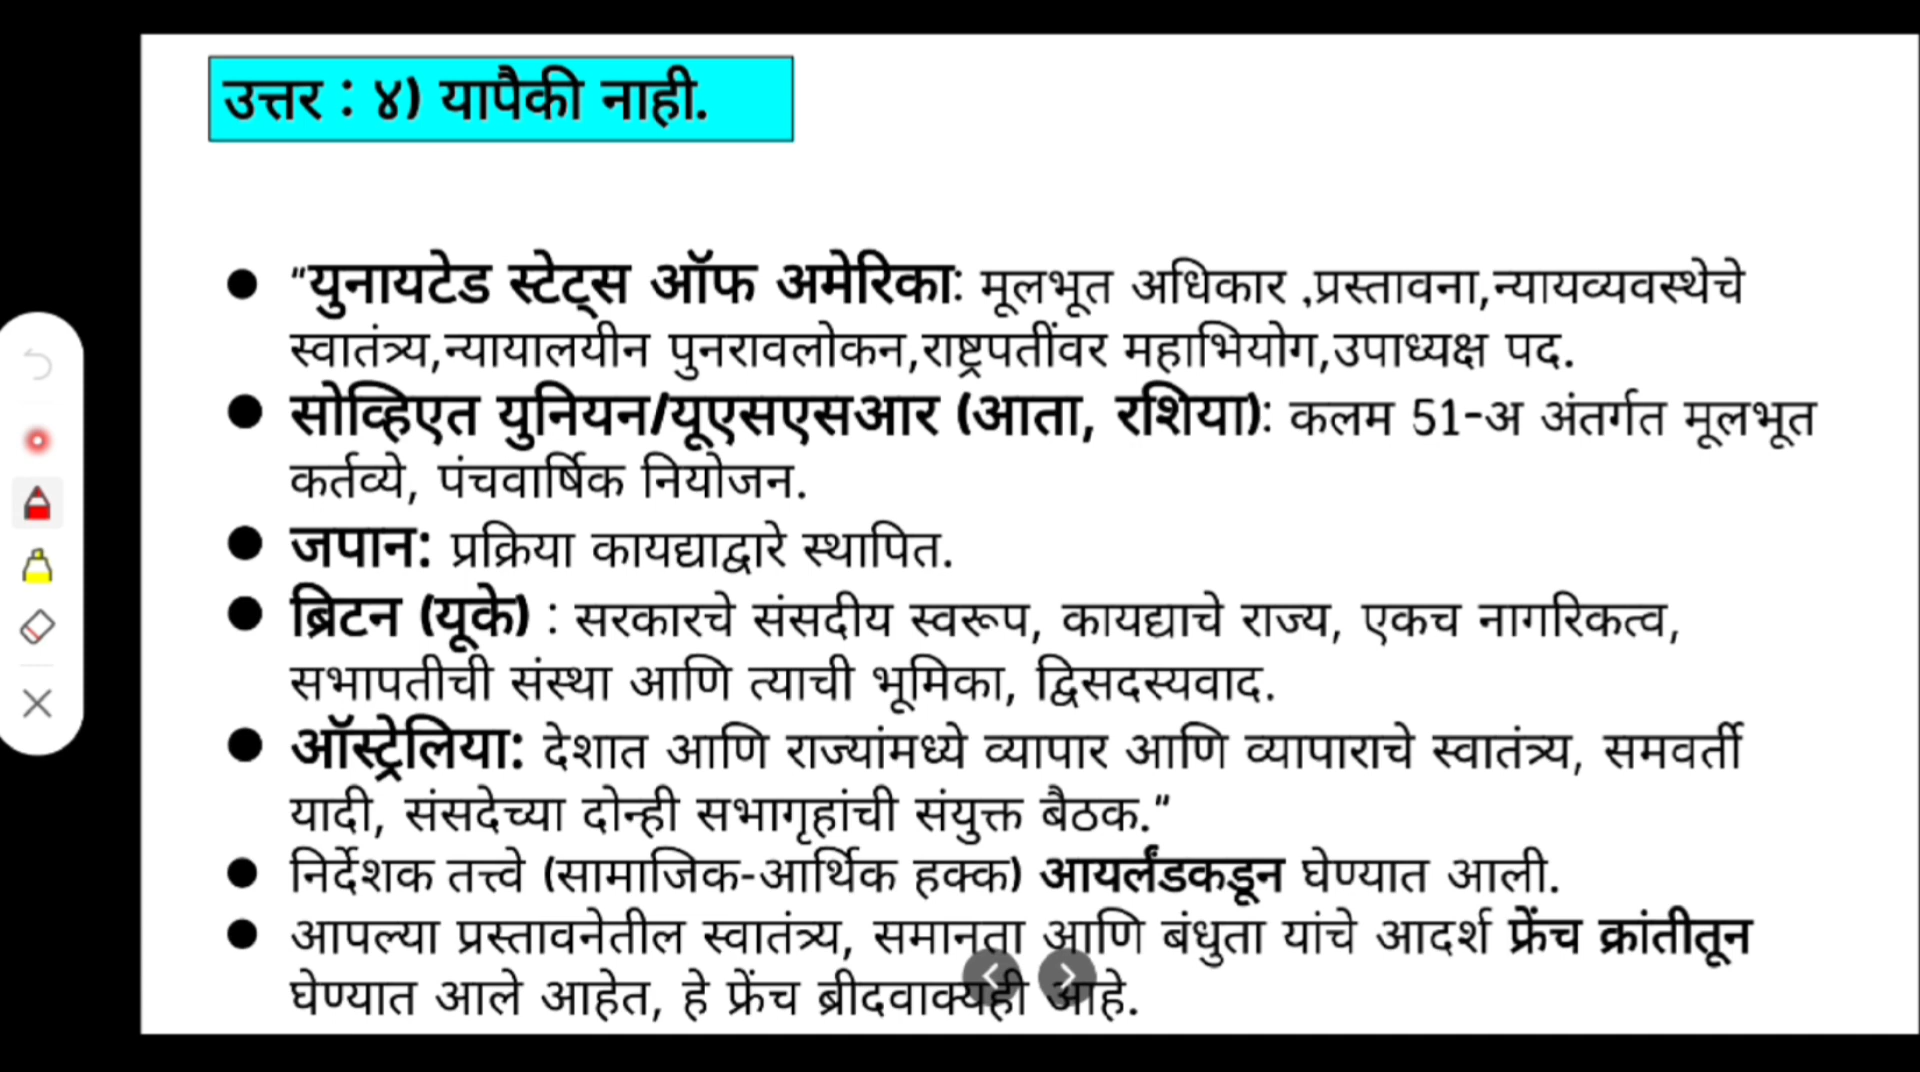 उत्तर : ४) यापैकी नाही.
● "युनायटेड स्टेट्स ऑफ अमेरिका: मूलभूत अधिकार ,प्रस्तावना,न्यायव्यवस्थेचे
स्वातंत्र्य,न्यायालयीन पुनरावलोकन,राष्ट्रपतींवर महाभियोग,उपाध्यक्ष पद.
● सोव्हिएत युनियन/यूएसएसआर (आता, रशिया): कलम 51-अ अंतर्गत मूलभूत
कर्तव्ये, पंचवार्षिक नियोजन.
● जपान: प्रक्रिया कायद्याद्वारे स्थापित.
● ब्रिटन (यूके) : सरकारचे संसदीय स्वरूप, कायद्याचे राज्य, एकच नागरिकत्व,
सभापतीची संस्था आणि त्याची भूमिका, द्विसदस्यवाद.
● ऑस्ट्रेलिया: देशात आणि राज्यांमध्ये व्यापार आणि व्यापाराचे स्वातंत्र्य, समवर्ती
यादी, संसदेच्या दोन्ही सभागृहांची संयुक्त बैठक."
● निर्देशक तत्त्वे (सामाजिक-आर्थिक हक्क) आयर्लंडकडून घेण्यात आली.
● आपल्या प्रस्तावनेतील स्वातंत्र्य, समानता आणि बंधुता यांचे आदर्श फ्रेंच क्रांतीतून
घेण्यात आले आहेत, हे फ्रेंच ब्रीदवाक्यही आहे.